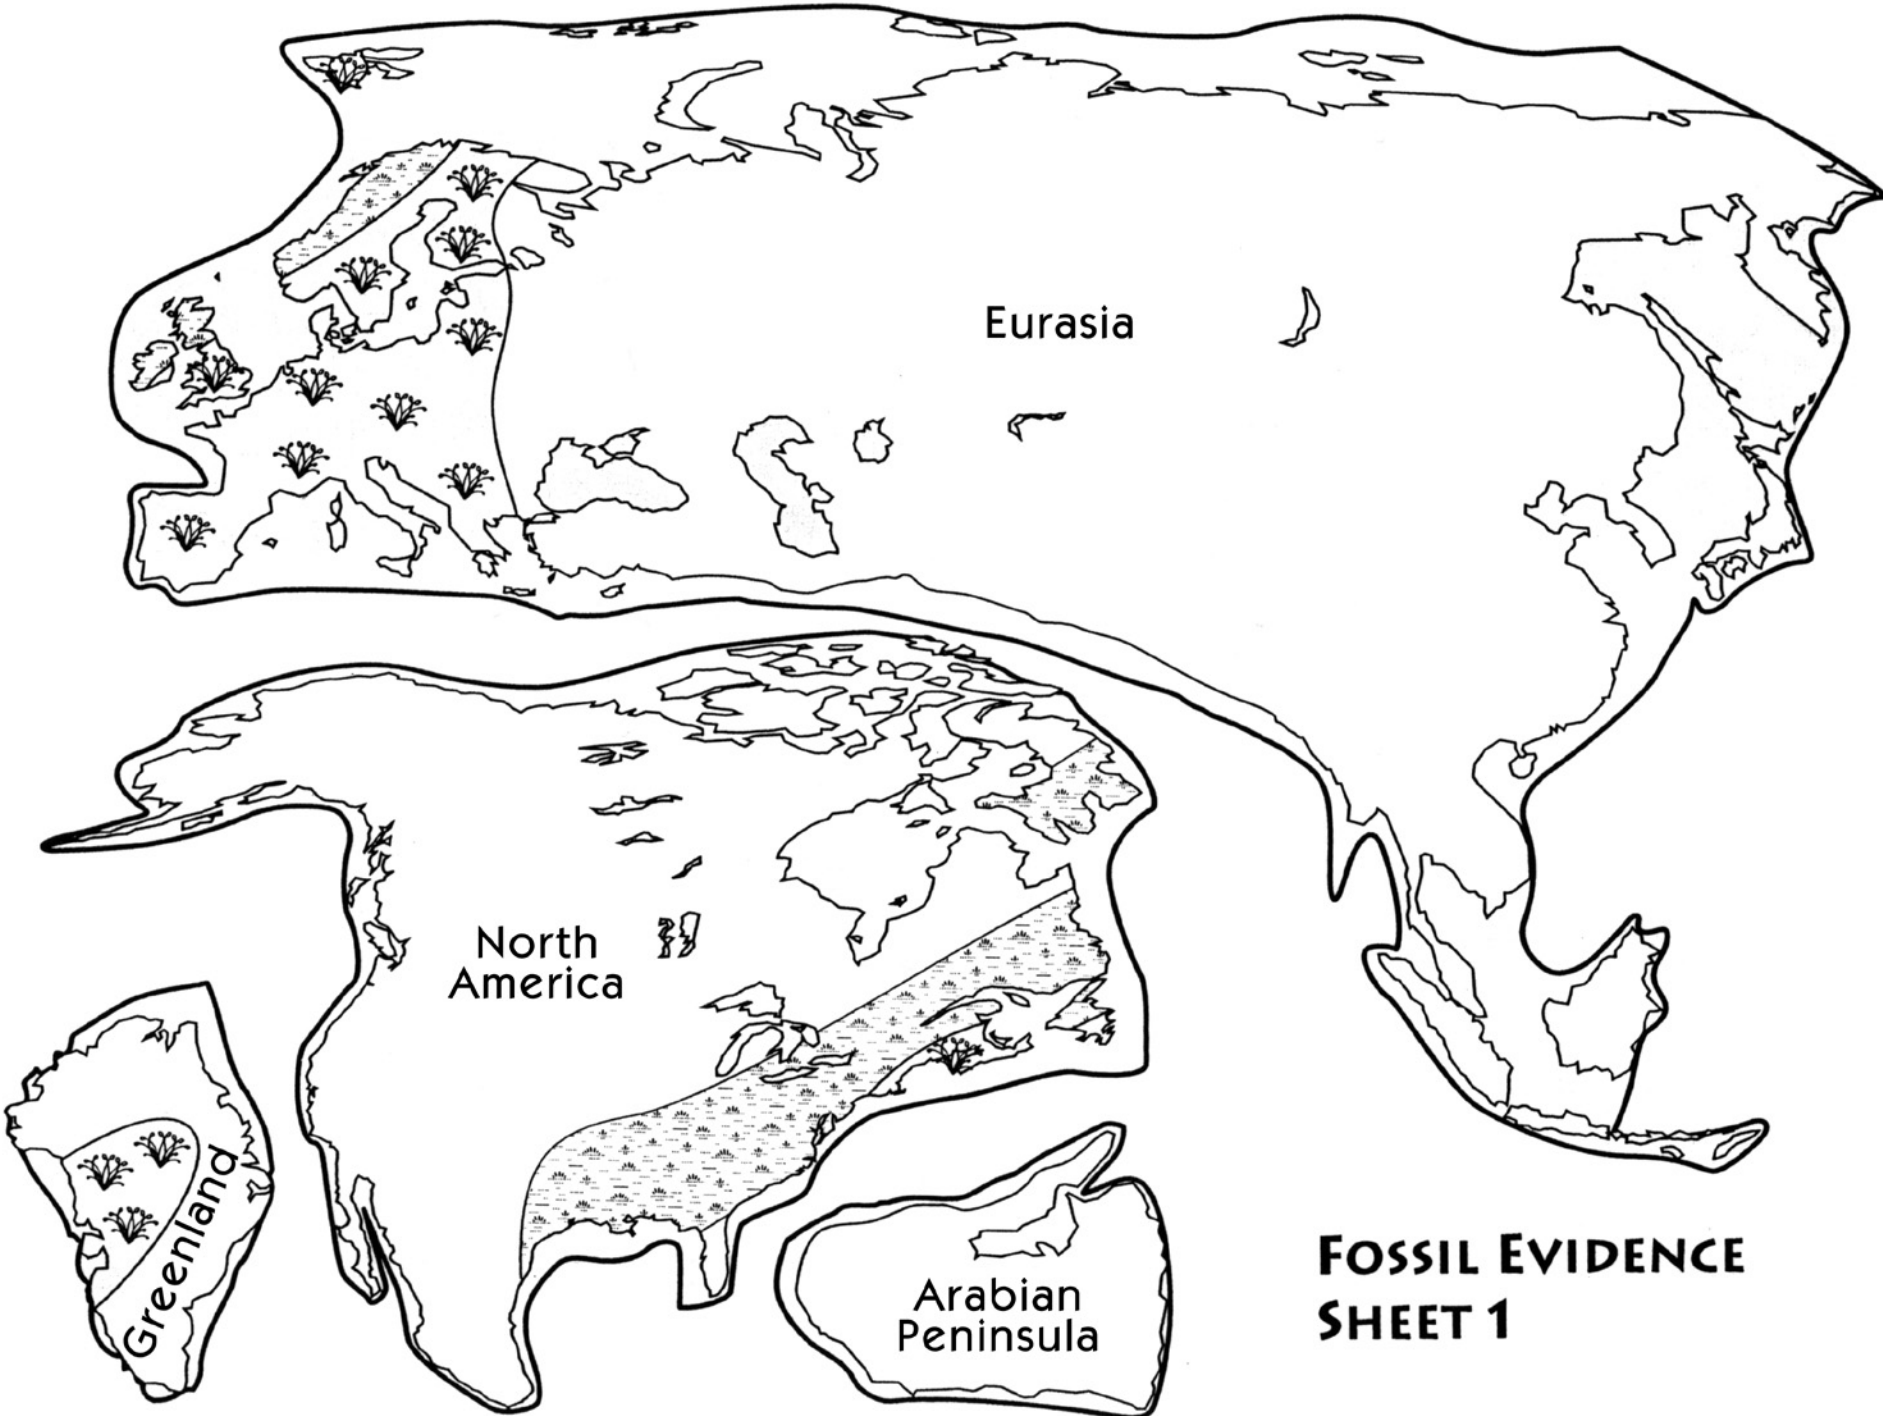 Eurasia
North
America
Greenland
Arabian
Peninsula
FOSSIL EVIDENCE
SHEET 1